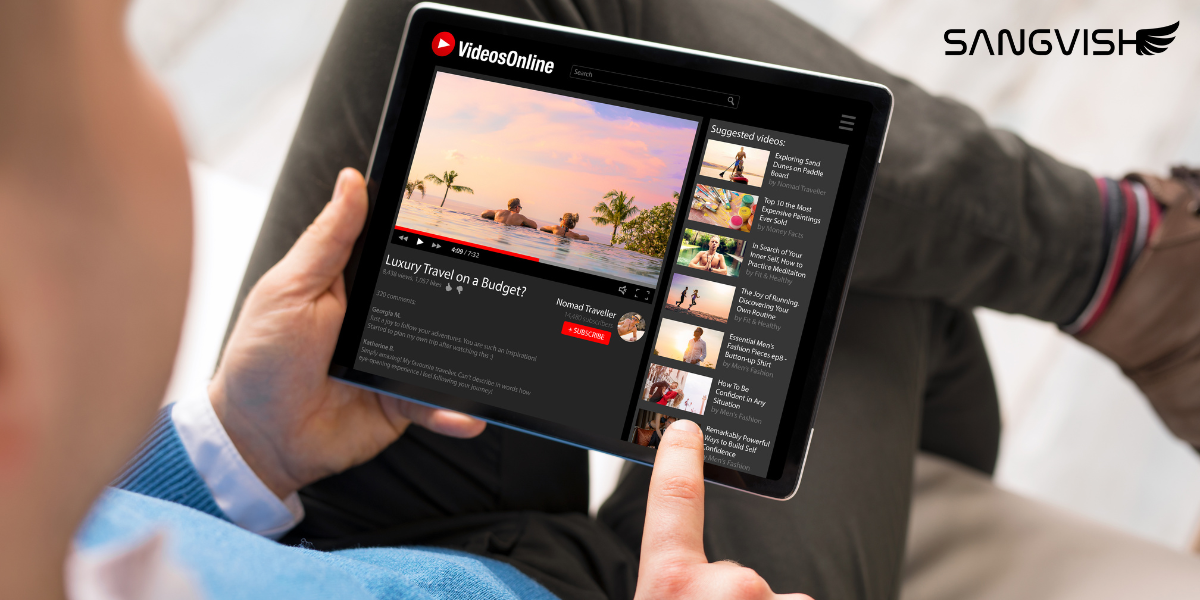 SANGVISH
VideosOnline
Search
4:09 / 7:32
Luxury Travel on a Budget?
8,438 views, 1,067 likes
120 comments:
Georgia M.
Just a joy to follow your adventures. You are such an inspirations!
Started to plan my own trip after watching this :)
Katherine R.
Simply amazing! My favourite traveller. Can't describe in words how
eye-opening experience I feel following your journey!
Nomad Traveller
subscribers
+ SUBSCRIBE
Suggested videos:
Exploring Sand
Dunes on Paddle
Board
by Nomad Traveller
Top 10 the Most
Expensive Paintings
Ever Sold
by Money Facts
In Search of Your
Inner Self, How to
Practice Meditaiton
by Fit & Healthy
The Joy of Running.
Discovering Your
Own Routine
by Fit & Healthy
Essential Men's
Fashion Pieces ep8 -
Button-up Shirt
by Men's Fashion
How To Be
Confident in Any
Situation
by Men's Fashion
Remarkably Powerful
Ways to Build Self
Confidence
by Men's Fashion